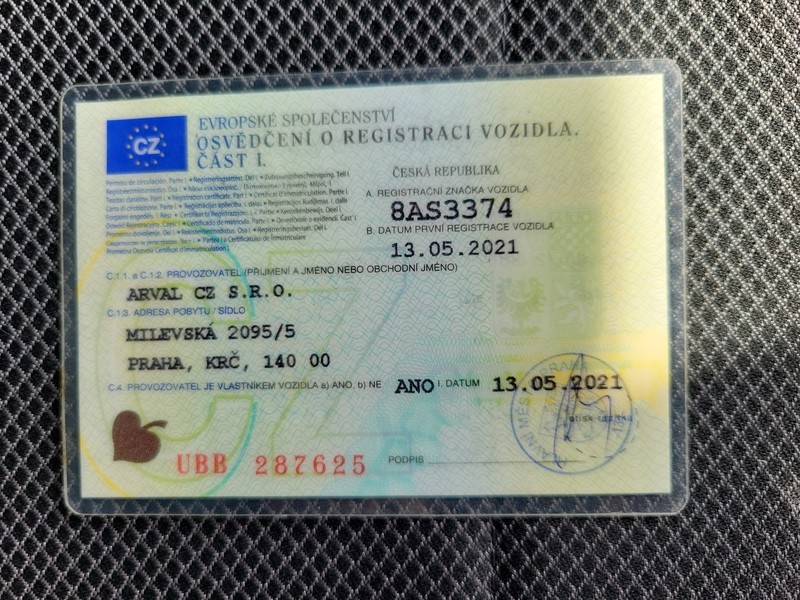 CZ
EVROPSKÉ SPOLEČENSTVÍ
OSVĚDČENÍ O REGISTRACI VOZIDLA.
ČÁST I.
ČESKÁ REPUBLIKA
A. REGISTRAČNÍ ZNAČKA VOZIDLA
8AS3374
B. DATUM PRVNÍ REGISTRACE VOZIDLA
13.05.2021
C.1.1. a C.1.2. PROVOZOVATEL (PŘÍJMENÍ A JMÉNO NEBO OBCHODNÍ JMÉNO)
ARVAL CZ S.R.O.
C.1.3. ADRESA POBYTU / SÍDLO
MILEVSKÁ 2095/5
PRAHA, KRČ, 140 00
C.4. PROVOZOVATEL JE VLASTNÍKEM VOZIDLA a) ANO, b) NE ANO I. DATUM 13.05.2021
UBB 287625 PODPIS